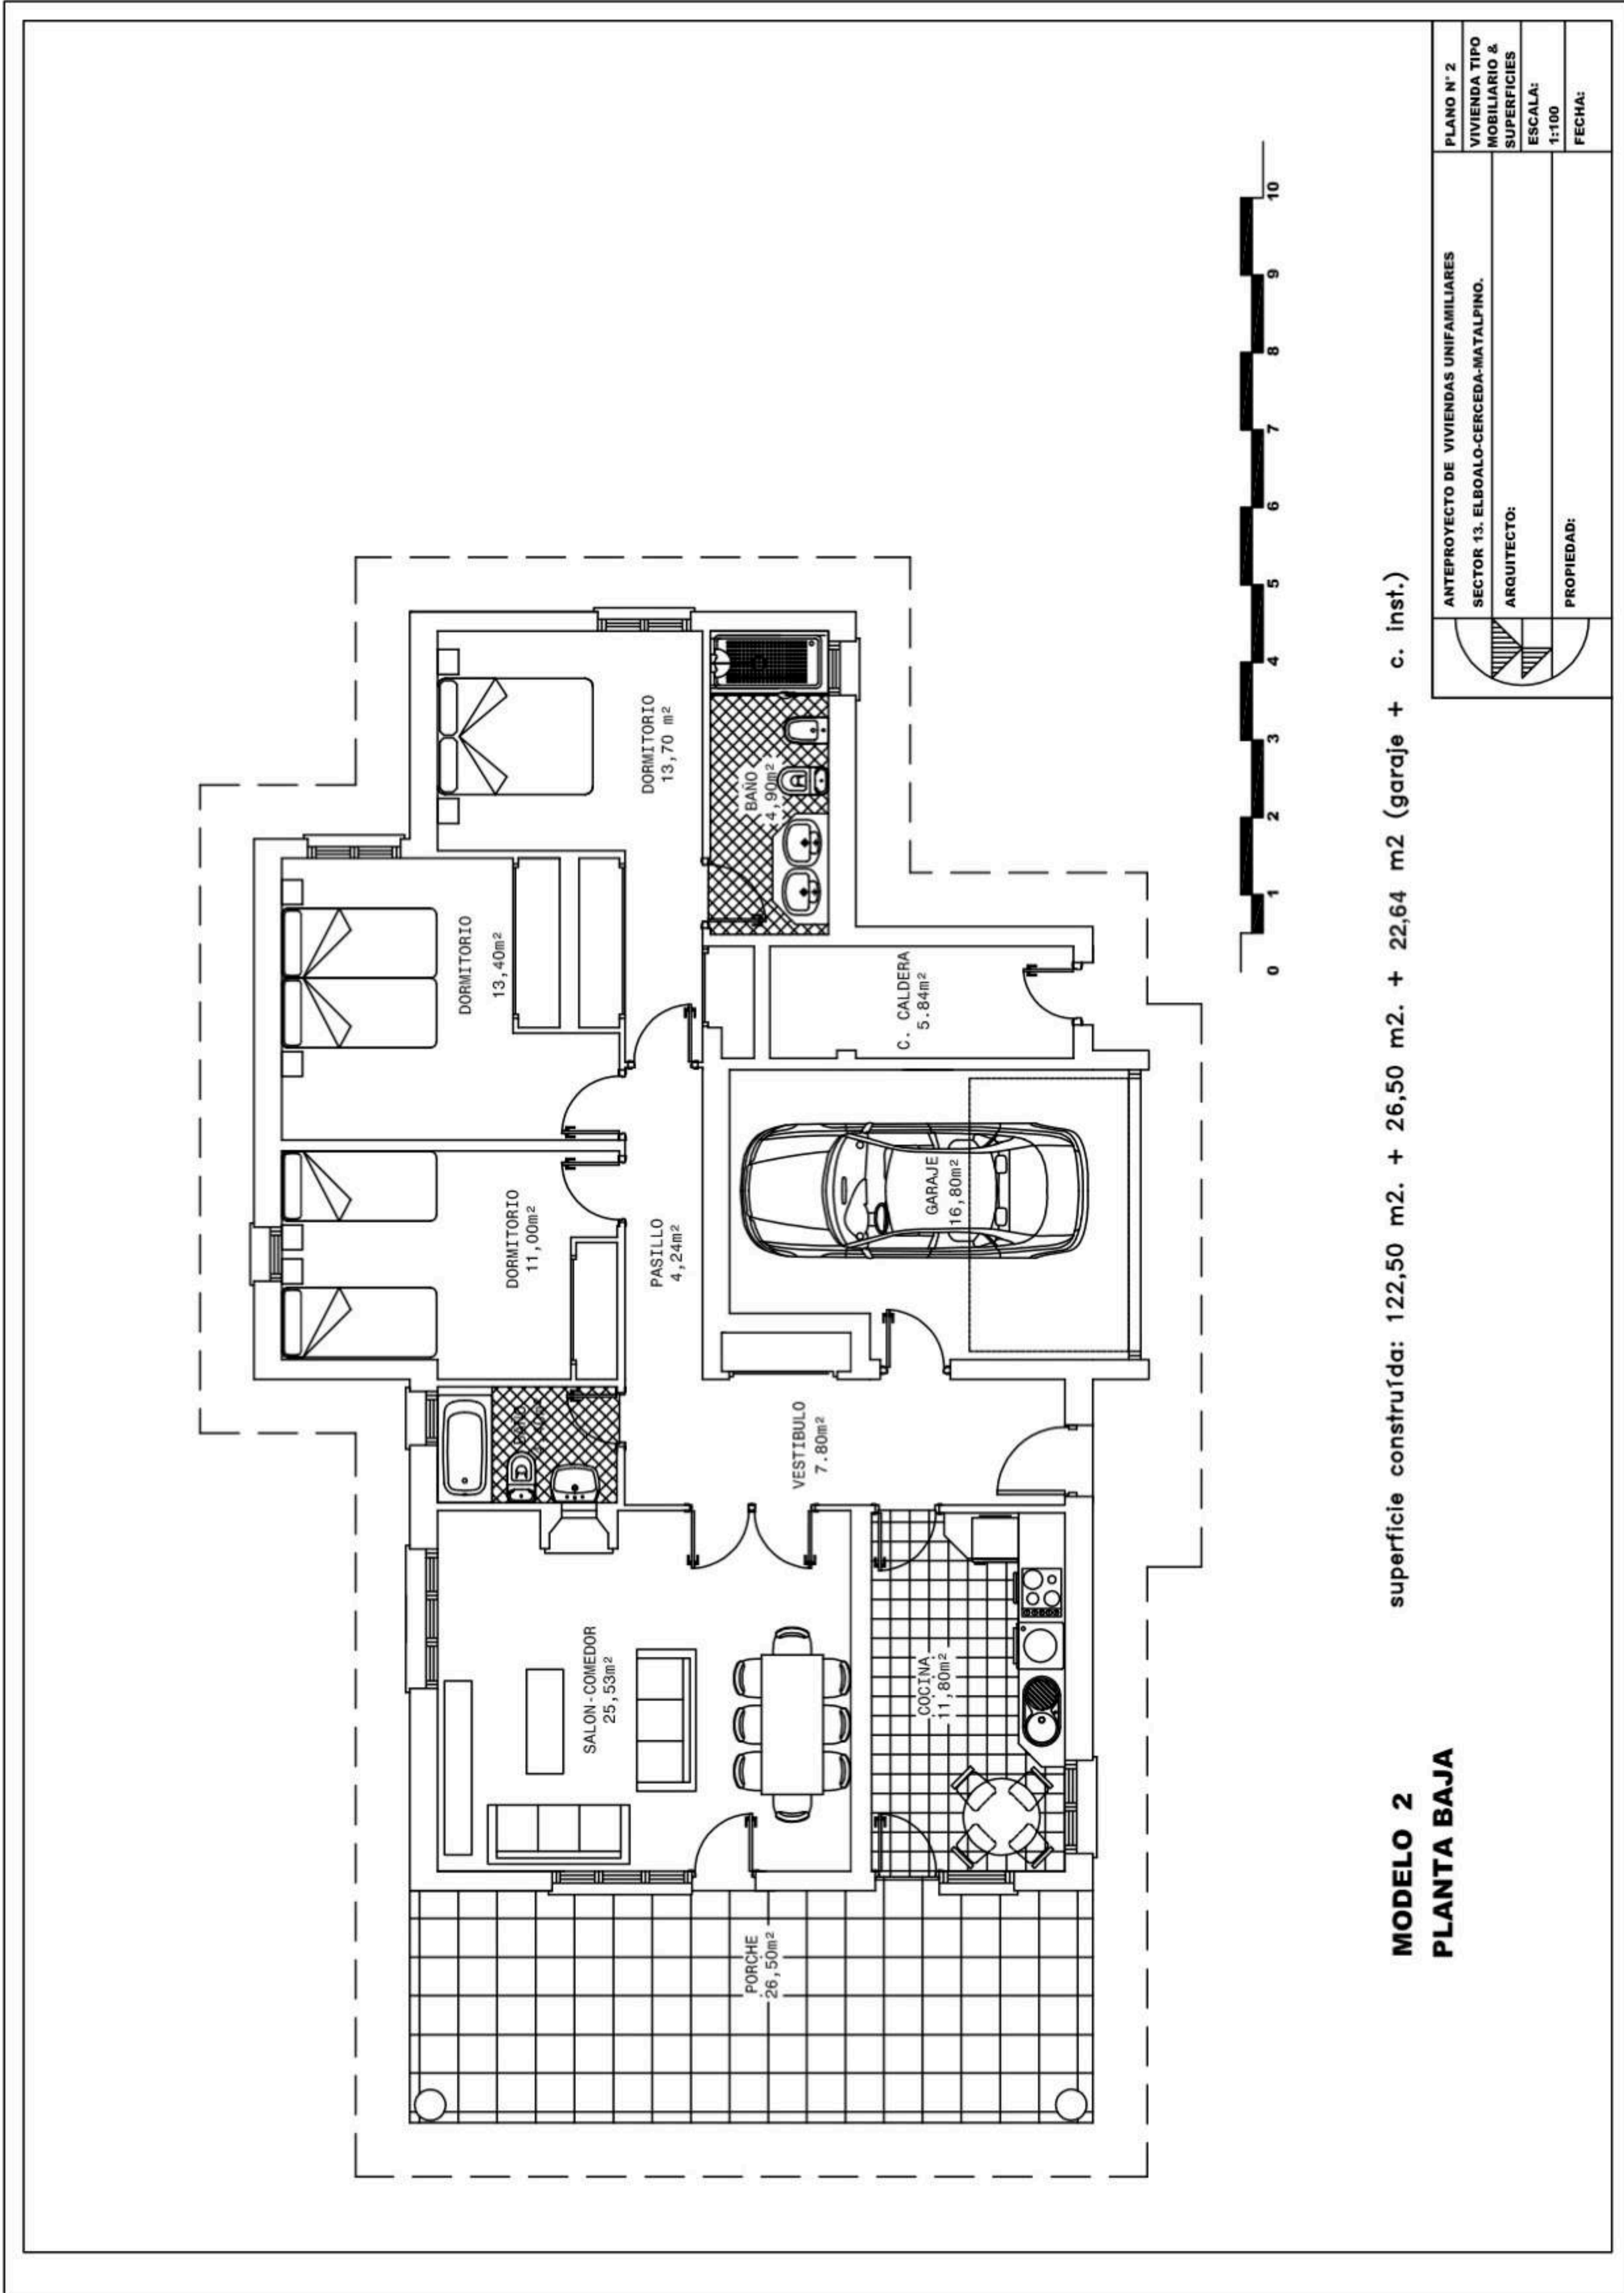 DORMITORIO
11,00m²
DORMITORIO
13,40m²
DORMITORIO
13,70 m²
BAÑO
SALON-COMEDOR
25,53m²
PASILLO
4,24m²
BAÑO
4,90m²
VESTIBULO
7.80m²
GARAJE
16,80m²
C. CALDERA
5.84m²
COCINA
11,80m²
PORCHE
26,50m²
0 1 2 3 4 5 6 7 8 9 10
MODELO 2
PLANTA BAJA
superficie construída: 122,50 m2. + 26,50 m2. + 22,64 m2 (garaje + c. inst.)
ANTEPROYECTO DE VIVIENDAS UNIFAMILIARES
SECTOR 13. ELBOALO-CERCEDA-MATALPINO.
ARQUITECTO:
PROPIEDAD:
PLANO N° 2
VIVIENDA TIPO
MOBILIARIO &
SUPERFICIES
ESCALA:
1:100
FECHA: